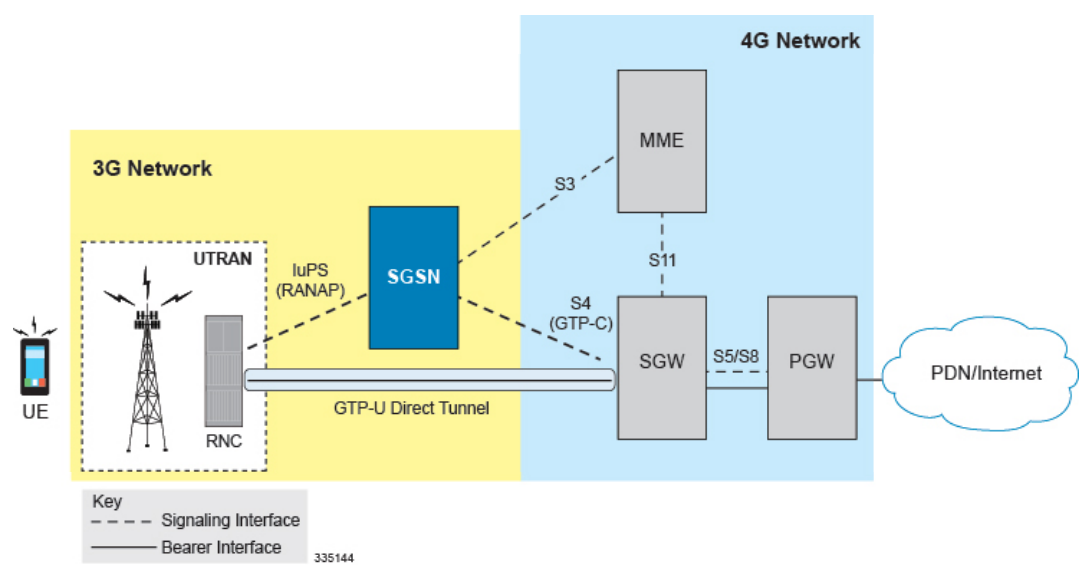 4G Network
MME
3G Network
S3
UTRAN
IuPS
(RANAP)
SGSN
S11
S4
(GTP-C)
SGW
S5/S8
PGW
PDN/Internet
UE
RNC
GTP-U Direct Tunnel
Key
Signaling Interface
Bearer Interface
335144